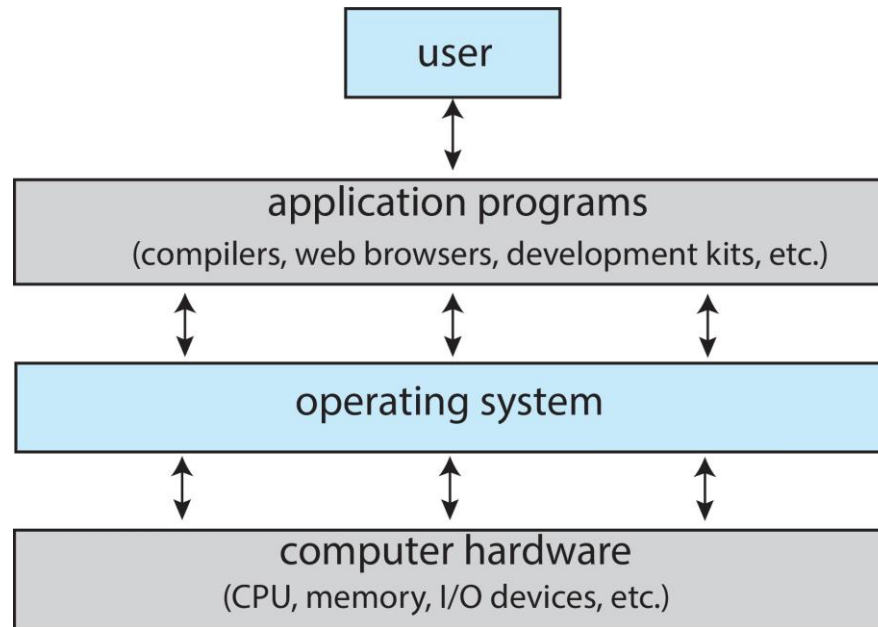 user
application programs
(compilers, web browsers, development kits, etc.)
operating system
computer hardware
(CPU, memory, I/O devices, etc.)